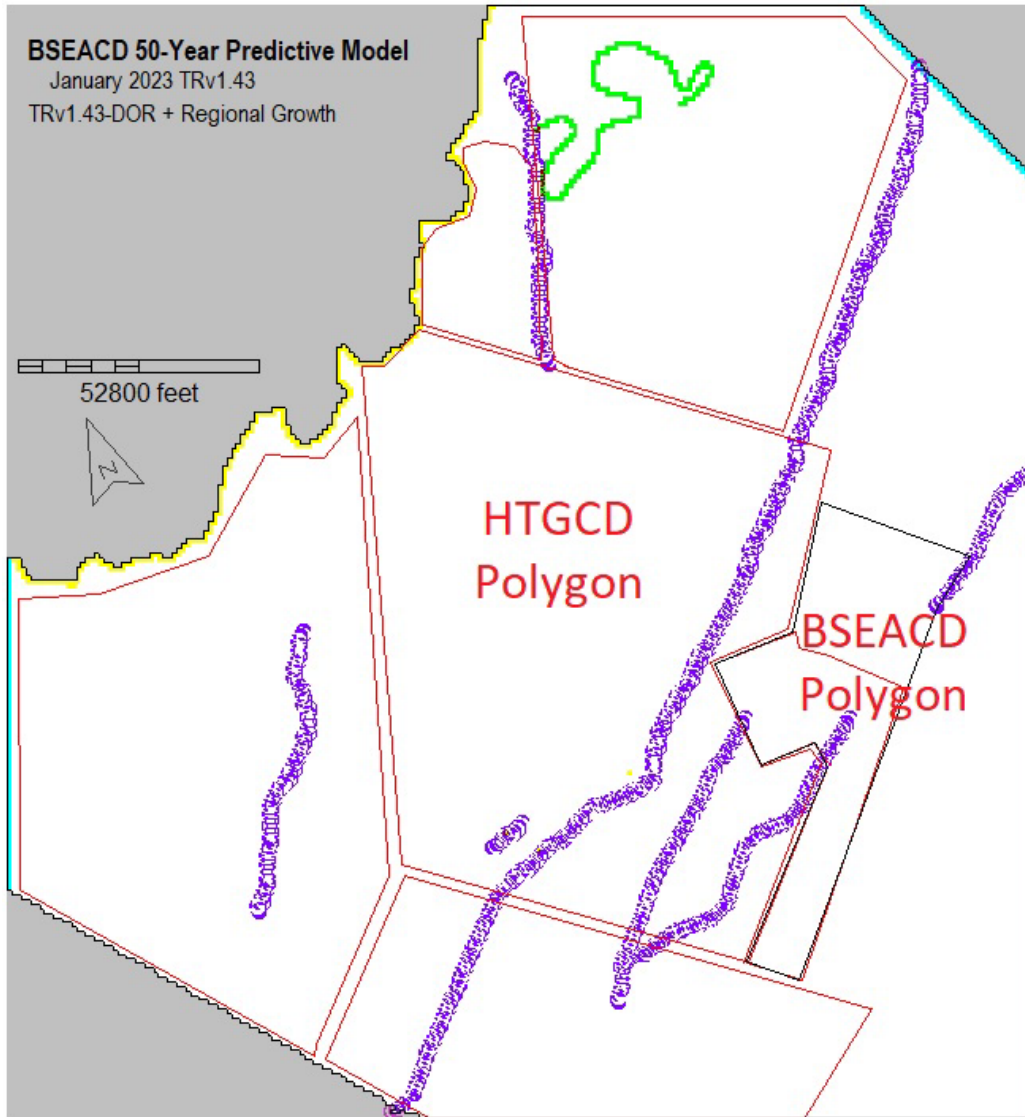 BSEACD 50-Year Predictive Model
January 2023 TRv1.43
TRv1.43-DOR + Regional Growth
52800 feet
N
HTGCD
Polygon
BSEACD
Polygon